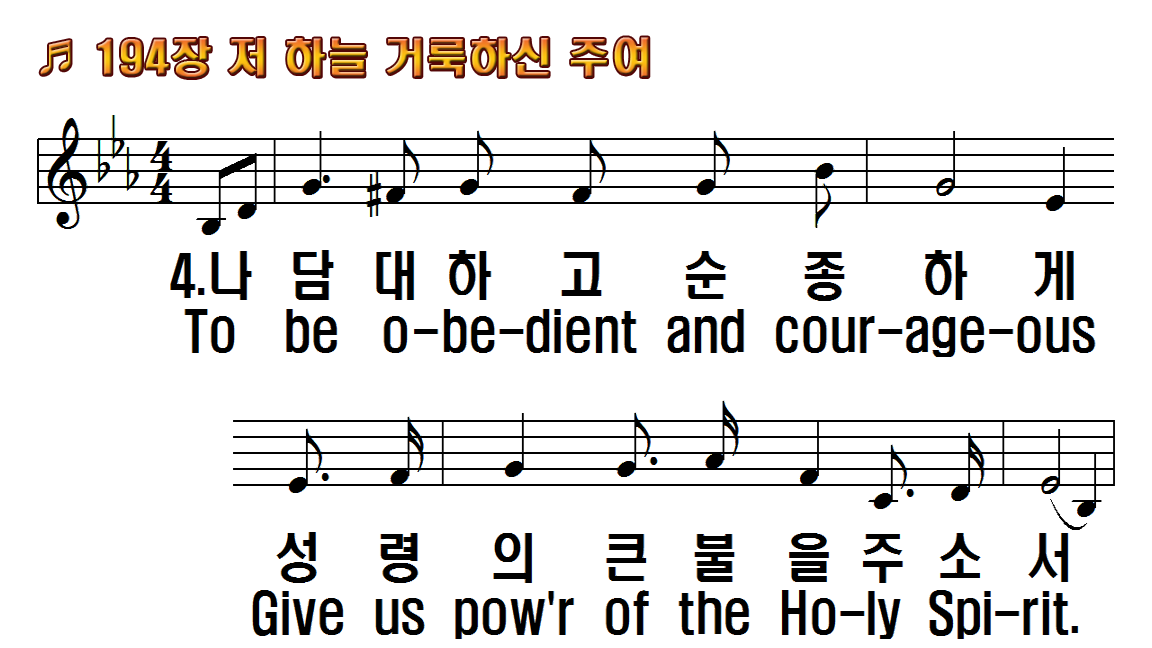 194장 저 하늘 거룩하신 주여
4.나 담 대 하 고 순 종 하 게
To be o-be-dient and cour-age-ous
성 령 의 큰 불 을 주 소 서
Give us pow'r of the Ho-ly Spi-rit.